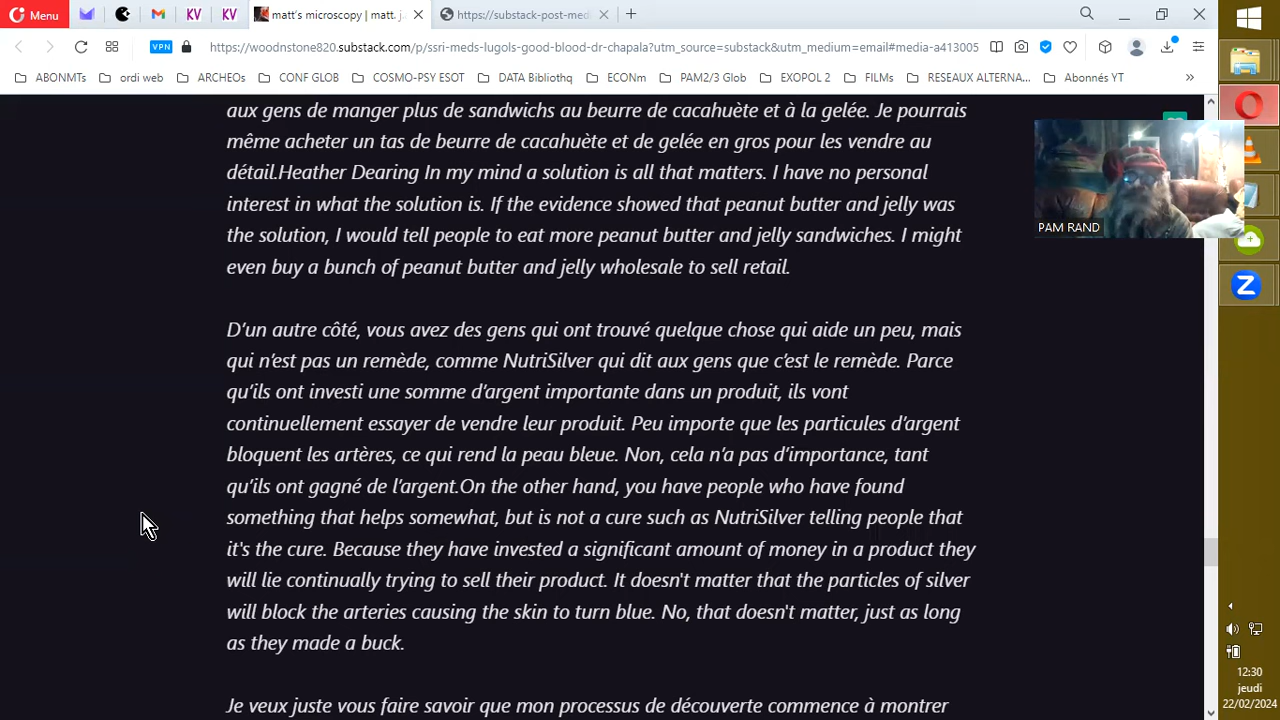 Menu
KV
KV
matt's microscopy | matt. j
https://substack-post-med
VPN
https://woodnstone820.substack.com/p/ssri-meds-lugols-good-blood-dr-chapala?utm_source=substack&utm_medium=email#media-a413005
ABONMTs
ordi web
ARCHEOs
CONF GLOB
COSMO-PSY ESOT
DATA Bibliothq
ECONm
PAM2/3 Glob
EXOPOL 2
FILMs
RESEAUX ALTERNA...
Abonnés YT
aux gens de manger plus de sandwichs au beurre de cacahuète et à la gelée. Je pourrais
même acheter un tas de beurre de cacahuète et de gelée en gros pour les vendre au
détail.Heather Dearing In my mind a solution is all that matters. I have no personal
interest in what the solution is. If the evidence showed that peanut butter and jelly was
the solution, I would tell people to eat more peanut butter and jelly sandwiches. I might
even buy a bunch of peanut butter and jelly wholesale to sell retail.
D'un autre côté, vous avez des gens qui ont trouvé quelque chose qui aide un peu, mais
qui n'est pas un remède, comme NutriSilver qui dit aux gens que c'est le remède. Parce
qu'ils ont investi une somme d'argent importante dans un produit, ils vont
continuellement essayer de vendre leur produit. Peu importe que les particules d'argent
bloquent les artères, ce qui rend la peau bleue. Non, cela n'a pas d'importance, tant
qu'ils ont gagné de l'argent.On the other hand, you have people who have found
something that helps somewhat, but is not a cure such as NutriSilver telling people that
it's the cure. Because they have invested a significant amount of money in a product they
will lie continually trying to sell their product. It doesn't matter that the particles of silver
will block the arteries causing the skin to turn blue. No, that doesn't matter, just as long
as they made a buck.
Je veux juste vous faire savoir que mon processus de découverte commence à montrer
PAM RAND
12:30
jeudi
22/02/2024